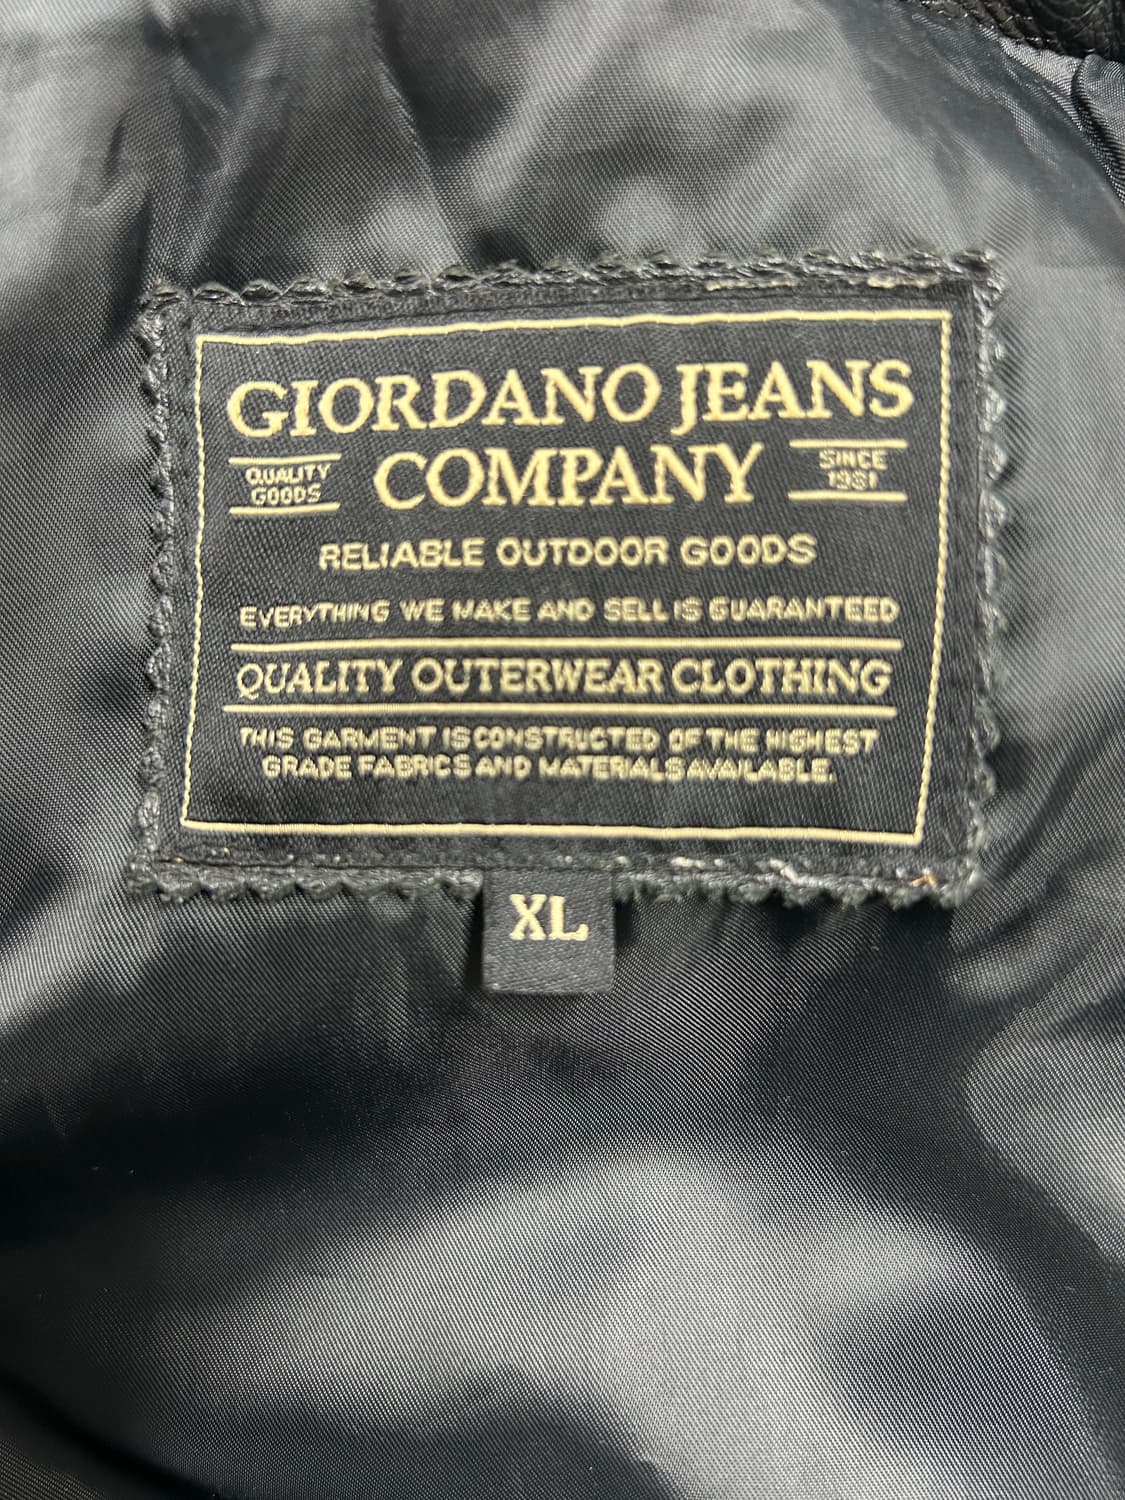 GIORDANO JEANS
COMPANY
QUALITY
GOODS
SINCE
1981
RELIABLE OUTDOOR GOODS
EVERYTHING WE MAKE AND SELL IS GUARANTEED
QUALITY OUTERWEAR CLOTHING
THIS GARMENT IS CONSTRUCTED OF THE HIGHEST
GRADE FABRICS AND MATERIALS AVAILABLE.
XL